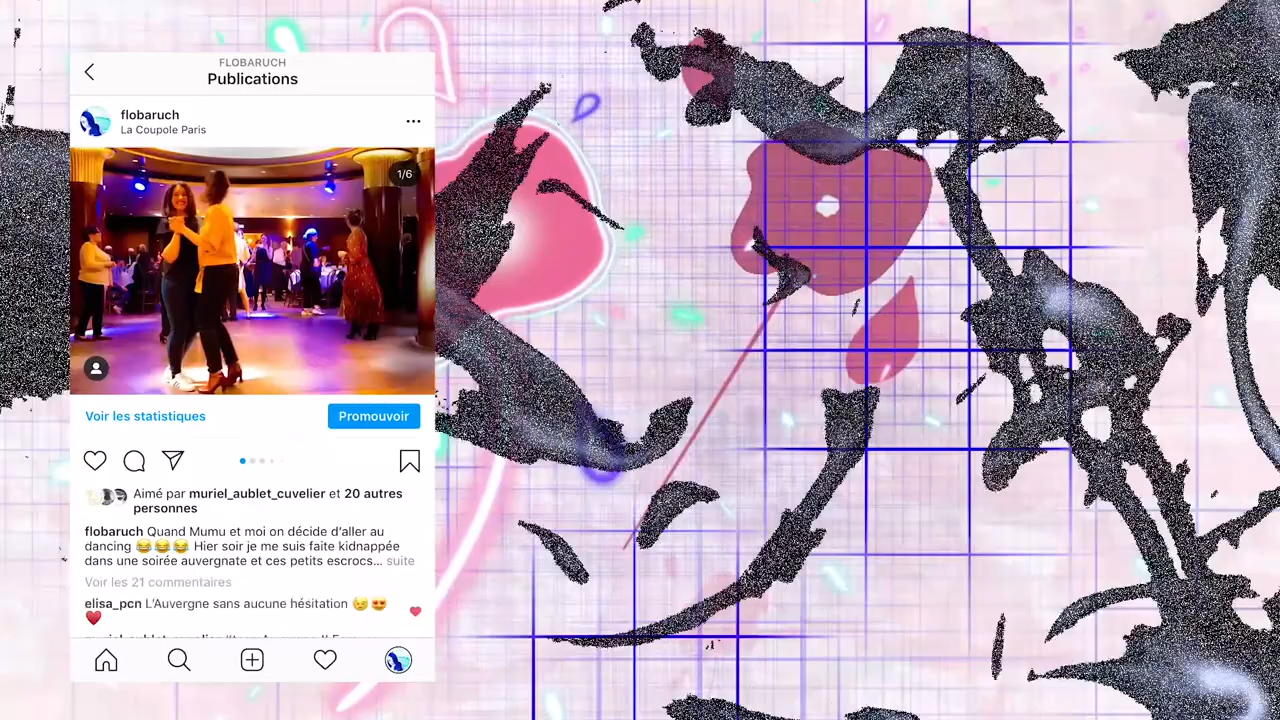 FLOBARUCH
Publications
flobaruch
La Coupole Paris
1/6
Voir les statistiques
Promouvoir
Aimé par muriel_aublet_cuvelier et 20 autres
personnes
flobaruch Quand Mumu et moi on décide d'aller au
dancing 😂😂😂 Hier soir je me suis faite kidnappée
dans une soirée auvergnate et ces petits escrocs... suite
Voir les 21 commentaires
elisa_pcn L'Auvergne sans aucune hésitation 😉😍
❤️